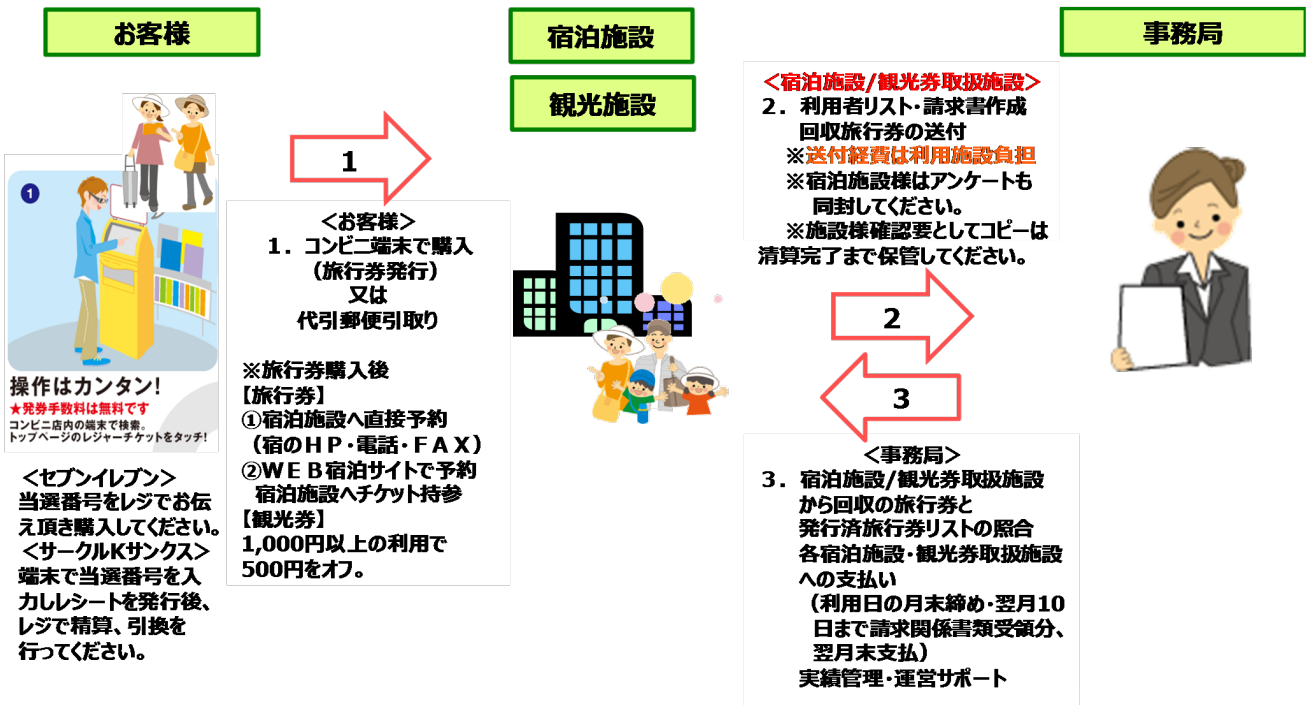 お客様
宿泊施設
観光施設
事務局
1
操作はカンタン!
★発券手数料は無料です
コンビニ店内の端末で検索。
トップページのレジャーチケットをタッチ!
<セブンイレブン>
当選番号をレジでお伝
え頂き購入してください。
<サークルKサンクス>
端末で当選番号を入
力しレシートを発行後、
レジで精算、引換を
行ってください。
1
<お客様>
1．コンビニ端末で購入
(旅行券発行)
又は
代引郵便引取り
※旅行券購入後
【旅行券】
①宿泊施設へ直接予約
(宿のＨＰ・電話・ＦＡＸ)
②ＷＥＢ宿泊サイトで予約
宿泊施設へチケット持参
【観光券】
1,000円以上の利用で
500円をオフ。
<宿泊施設/観光券取扱施設>
2．利用者リスト・請求書作成
回収旅行券の送付
※送付経費は利用施設負担
※宿泊施設様はアンケートも
同封してください。
※施設様確認要としてコピーは
清算完了まで保管してください。
2
3
<事務局>
3．宿泊施設/観光券取扱施設
から回収の旅行券と
発行済旅行券リストの照合
各宿泊施設・観光券取扱施設
への支払い
(利用日の月末締め・翌月10
日まで請求関係書類受領分、
翌月末支払)
実績管理・運営サポート